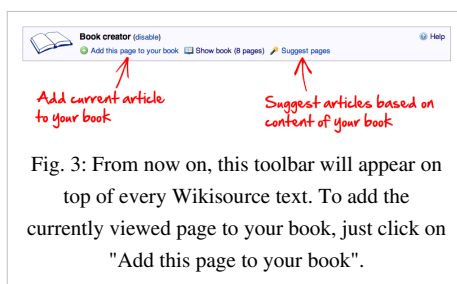 Book creator (disable)
Help
Add this page to your book Show book (8 pages) Suggest pages
Add current article
to your book
Suggest articles based on
content of your book
Fig. 3: From now on, this toolbar will appear on
top of every Wikisource text. To add the
currently viewed page to your book, just click on
"Add this page to your book".